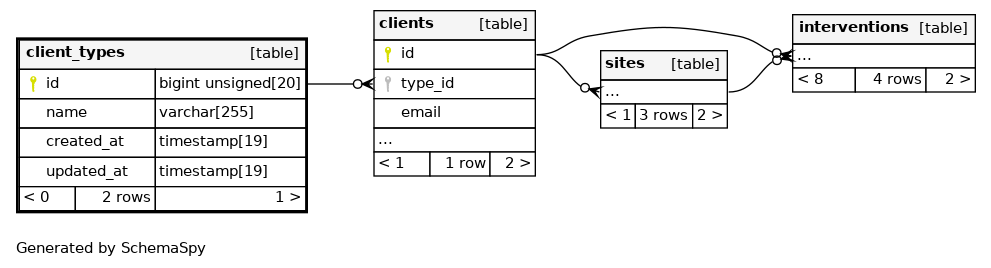 client_types [table]
id bigint unsigned[20]
name varchar[255]
created_at timestamp[19]
updated_at timestamp[19]
< 0 2 rows 1 >
clients [table]
id
type_id
email
...
< 1 1 row 2 >
sites [table]
...
< 1 3 rows 2 >
interventions [table]
...
< 8 4 rows 2 >
Generated by SchemaSpy